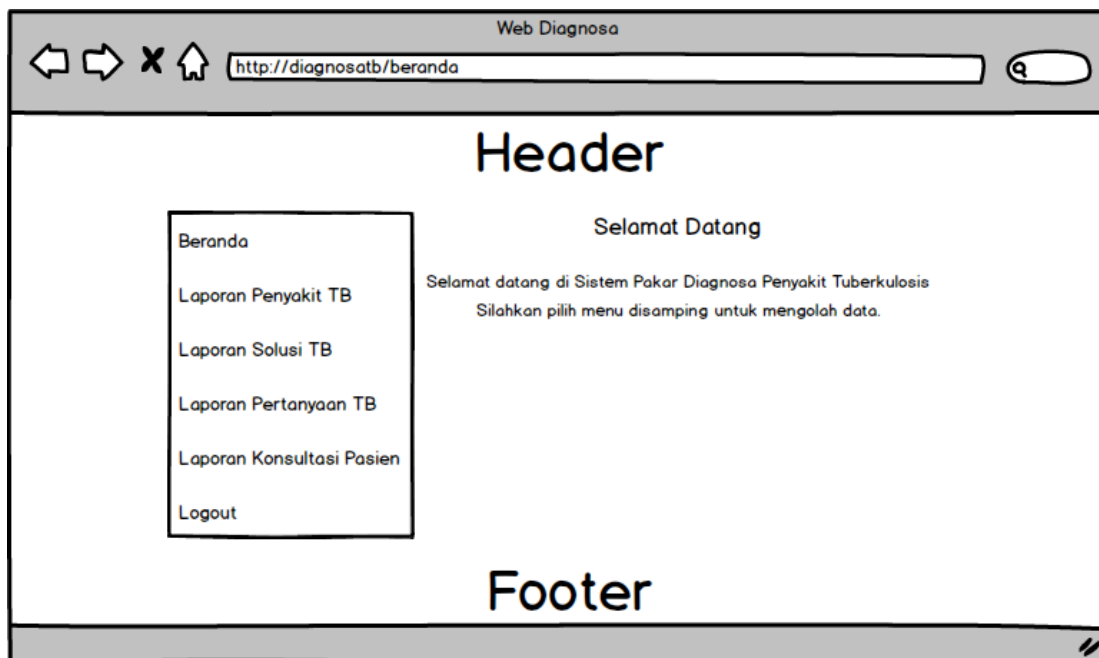 Web Diagnosa
http://diagnosatb/beranda
Header
Beranda
Laporan Penyakit TB
Laporan Solusi TB
Laporan Pertanyaan TB
Laporan Konsultasi Pasien
Logout
Selamat Datang
Selamat datang di Sistem Pakar Diagnosa Penyakit Tuberkulosis
Silahkan pilih menu disamping untuk mengolah data.
Footer